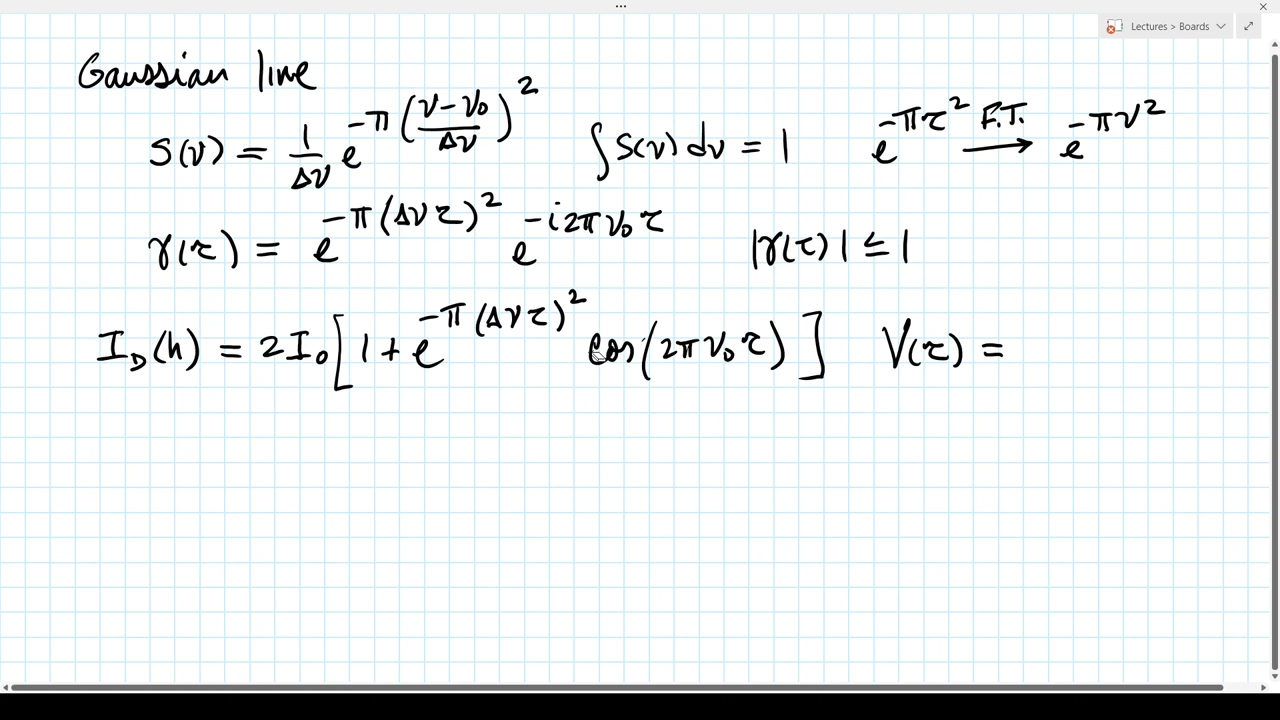 Lectures > Boards
Gaussian line
S(ν) = 1/Δν e^{-π((ν-ν₀)/Δν)²} ∫S(ν)dν = 1 e^{-πτ²} F.T.→ e^{-πν²}
γ(τ) = e^{-π(Δντ)²} e^{-i2πν₀τ} |γ(τ)| ≤ 1
I_D(h) = 2I₀[1 + e^{-π(Δντ)²} cos(2πν₀τ)] V(τ) =